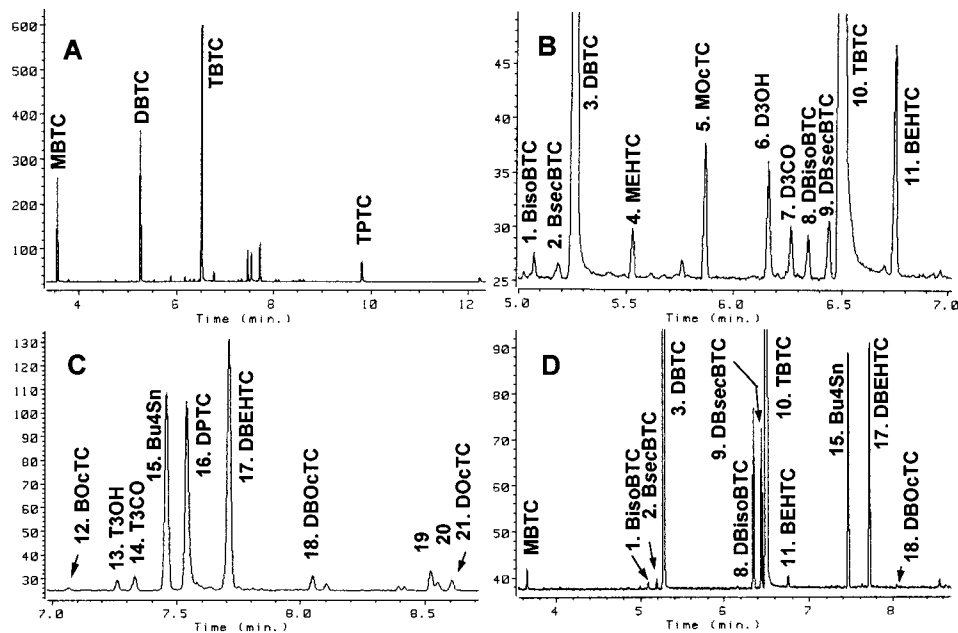 A
600
500
400
300
200
100
MBTC
DBTC
TBTC
TPTC
4
6
8
10
12
Time (min.)
B
50
45
40
35
30
25
1. BisoBTC
2. BsecBTC
3. DBTC
4. MEHTC
5. MOcTC
6. D3OH
7. D3CO
8. DBisoBTC
9. DBsecBTC
10. TBTC
11. BEHTC
5.0
5.5
6.0
6.5
7.0
Time (min.)
C
130
120
110
100
90
80
70
60
50
40
30
12. BOcTC
13. T3OH
14. T3CO
15. Bu4Sn
16. DPTC
17. DBEHTC
18. DBOcTC
19
20
21. DOcTC
7.0
7.5
8.0
8.5
Time (min.)
D
90
80
70
60
50
40
MBTC
1. BisoBTC
2. BsecBTC
3. DBTC
8. DBisoBTC
9. DBsecBTC
10. TBTC
11. BEHTC
15. Bu4Sn
17. DBEHTC
18. DBOcTC
4
5
6
7
8
Time (min.)